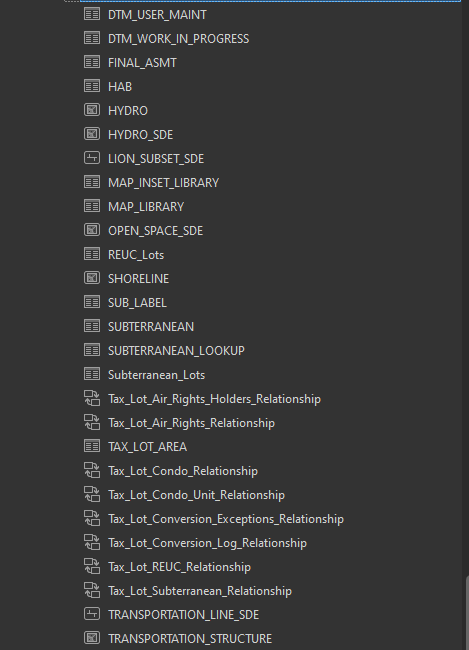 DTM_USER_MAINT
DTM_WORK_IN_PROGRESS
FINAL_ASMT
HAB
HYDRO
HYDRO_SDE
LION_SUBSET_SDE
MAP_INSET_LIBRARY
MAP_LIBRARY
OPEN_SPACE_SDE
REUC_Lots
SHORELINE
SUB_LABEL
SUBTERRANEAN
SUBTERRANEAN_LOOKUP
Subterranean_Lots
Tax_Lot_Air_Rights_Holders_Relationship
Tax_Lot_Air_Rights_Relationship
TAX_LOT_AREA
Tax_Lot_Condo_Relationship
Tax_Lot_Condo_Unit_Relationship
Tax_Lot_Conversion_Exceptions_Relationship
Tax_Lot_Conversion_Log_Relationship
Tax_Lot_REUC_Relationship
Tax_Lot_Subterranean_Relationship
TRANSPORTATION_LINE_SDE
TRANSPORTATION_STRUCTURE